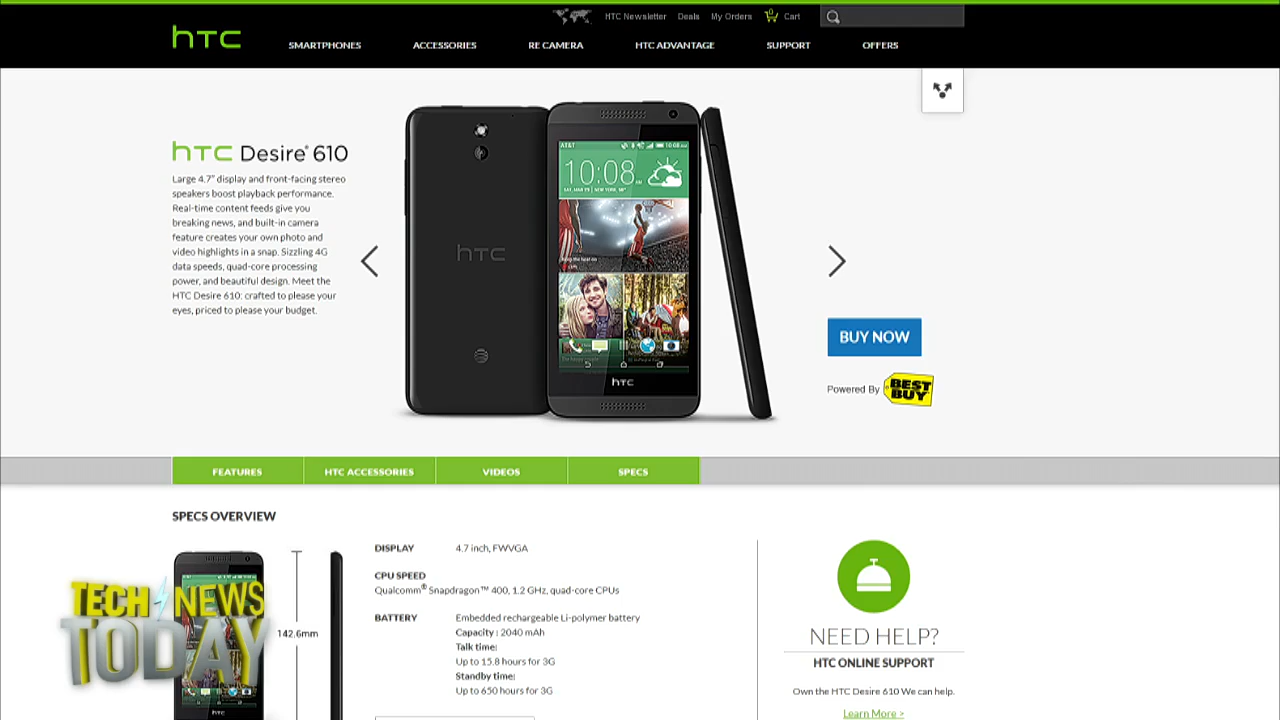 HTC Newsletter Deals My Orders 0 Cart
hTC
SMARTPHONES ACCESSORIES RE CAMERA HTC ADVANTAGE SUPPORT OFFERS
hTC Desire® 610
Large 4.7" display and front-facing stereo
speakers boost playback performance.
Real-time content feeds give you
breaking news, and built-in camera
feature creates your own photo and
video highlights in a snap. Sizzling 4G
data speeds, quad-core processing
power, and beautiful design. Meet the
HTC Desire 610: crafted to please your
eyes, priced to please your budget.
hTC
AT&T 10:08 AM
10:08
hTC
BUY NOW
Powered By BEST
BUY
FEATURES HTC ACCESSORIES VIDEOS SPECS
SPECS OVERVIEW
142.6mm
hTC
DISPLAY 4.7 inch, FWVGA
CPU SPEED
Qualcomm® Snapdragon™ 400, 1.2 GHz, quad-core CPUs
BATTERY Embedded rechargeable Li-polymer battery
Capacity : 2040 mAh
Talk time:
Up to 15.8 hours for 3G
Standby time:
Up to 650 hours for 3G
NEED HELP?
HTC ONLINE SUPPORT
Own the HTC Desire 610 We can help.
Learn More >
TECH NEWS
TODAY